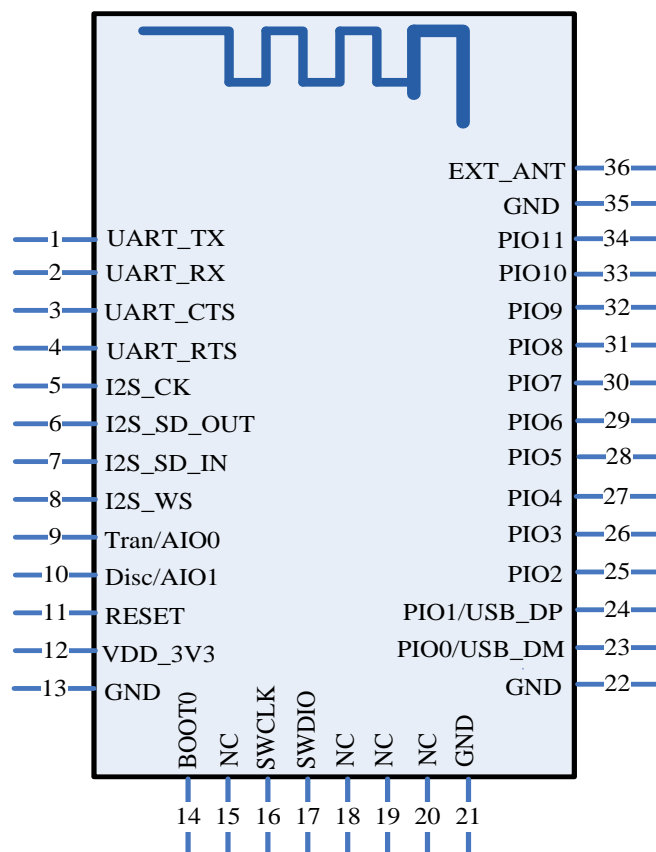 EXT_ANT 36
GND 35
1 UART_TX
PIO11 34
2 UART_RX
PIO10 33
3 UART_CTS
PIO9 32
4 UART_RTS
PIO8 31
5 I2S_CK
PIO7 30
6 I2S_SD_OUT
PIO6 29
7 I2S_SD_IN
PIO5 28
8 I2S_WS
PIO4 27
9 Tran/AIO0
PIO3 26
10 Disc/AIO1
PIO2 25
11 RESET
PIO1/USB_DP 24
12 VDD_3V3
PIO0/USB_DM 23
13 GND
GND 22
BOOT0
NC
SWCLK
SWDIO
NC
NC
NC
GND
14 15 16 17 18 19 20 21